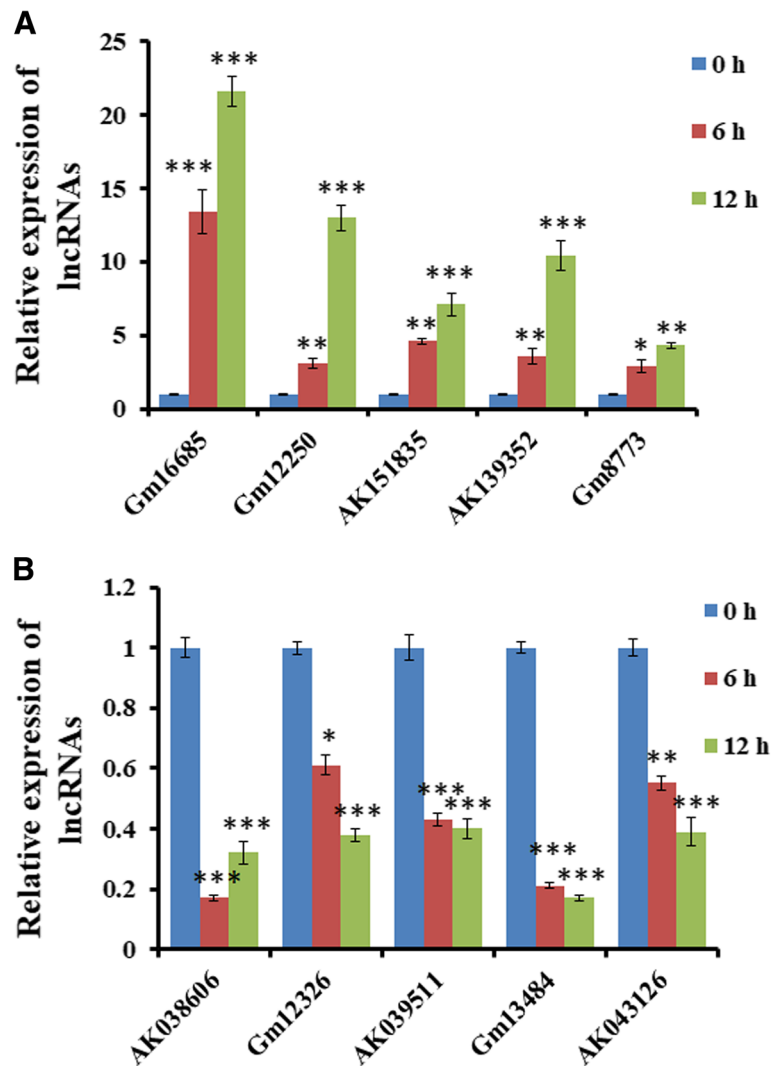 A
Relative expression of
lncRNAs
25
20
15
10
5
0
***
***
**
***
**
***
**
***
*
**
0 h
6 h
12 h
Gm16685
Gm12250
AK151835
AK139352
Gm8773
B
Relative expression of
lncRNAs
1.2
1
0.8
0.6
0.4
0.2
0
***
***
*
***
***
***
***
***
**
***
0 h
6 h
12 h
AK038606
Gm12326
AK039511
Gm13484
AK043126